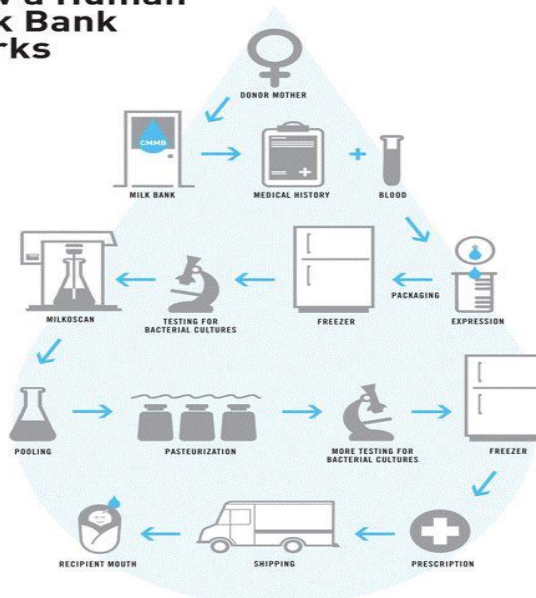 Human
Bank
DONOR MOTHER
CMMB
MILK BANK
MEDICAL HISTORY
BLOOD
PACKAGING
MILKOSCAN
TESTING FOR
BACTERIAL CULTURES
FREEZER
EXPRESSION
POOLING
PASTEURIZATION
MORE TESTING FOR
BACTERIAL CULTURES
FREEZER
RECIPIENT MOUTH
SHIPPING
PRESCRIPTION